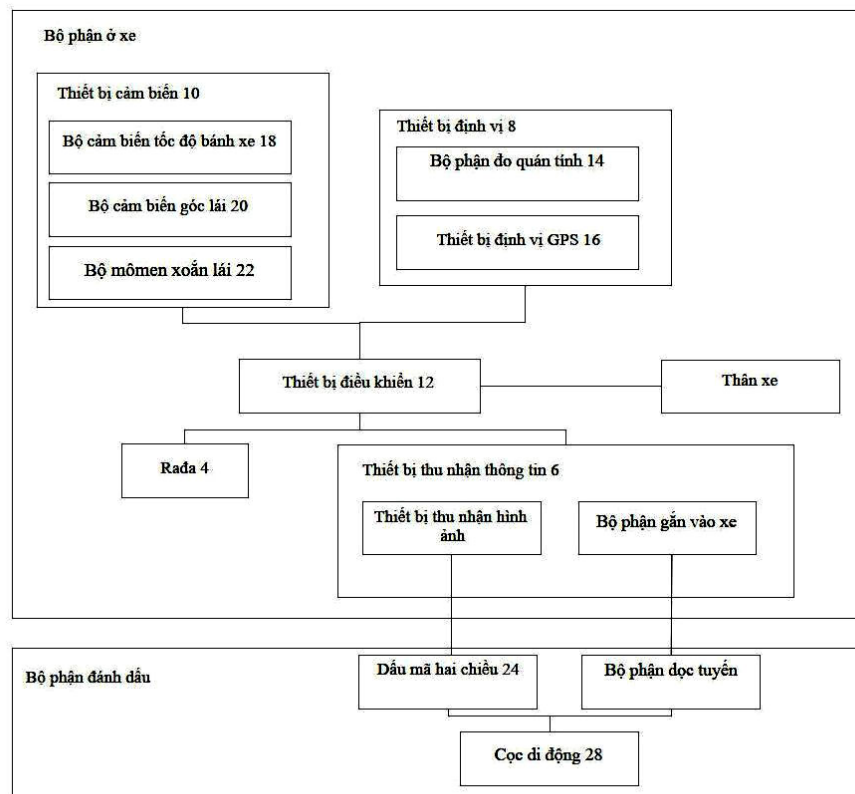 Bộ phận ở xe
Thiết bị cảm biến 10
Bộ cảm biến tốc độ bánh xe 18
Bộ cảm biến góc lái 20
Bộ mômen xoắn lái 22
Thiết bị định vị 8
Bộ phận đo quán tính 14
Thiết bị định vị GPS 16
Thiết bị điều khiển 12
Thân xe
Rađa 4
Thiết bị thu nhận thông tin 6
Thiết bị thu nhận hình
ảnh
Bộ phận gắn vào xe
Bộ phận đánh dấu
Dấu mã hai chiều 24
Bộ phận dọc tuyến
Cọc di động 28